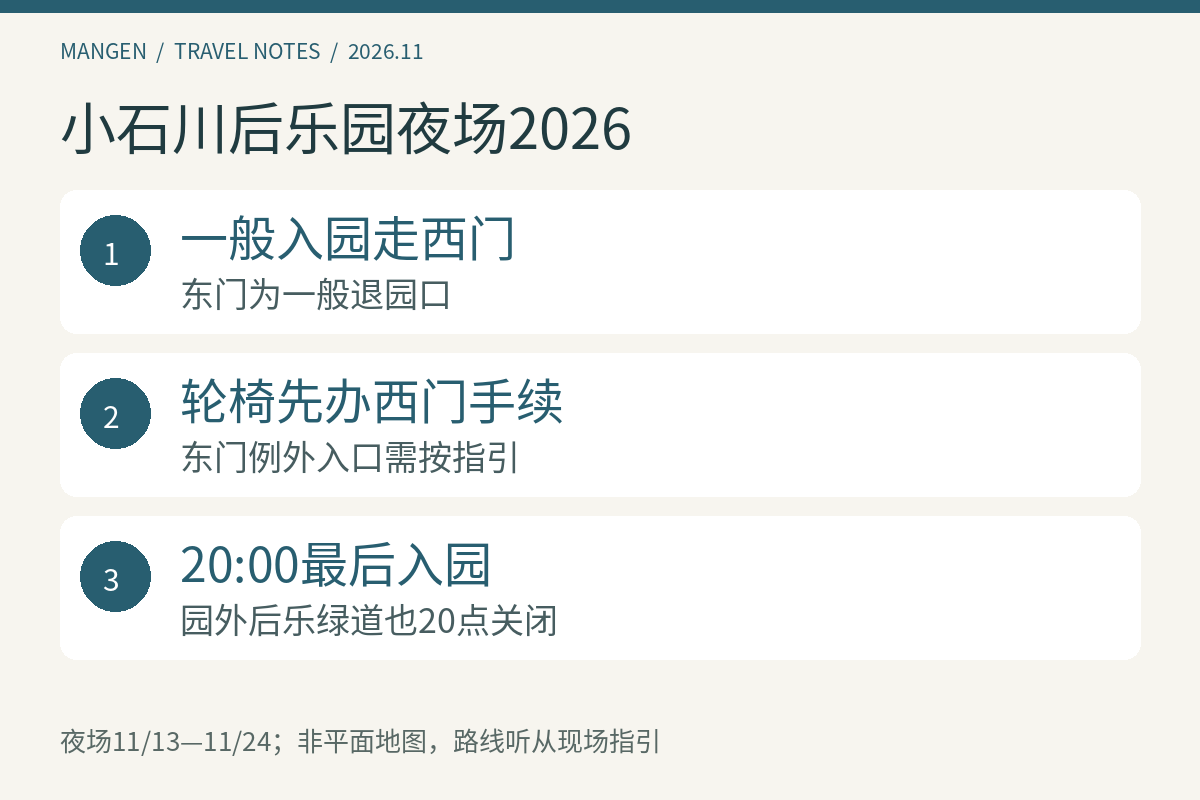 MANGEN / TRAVEL NOTES / 2026.11
小石川后乐园夜场2026
1
一般入园走西门
东门为一般退园口
2
轮椅先办西门手续
东门例外入口需按指引
3
20:00最后入园
园外后乐绿道也20点关闭
夜场11/13—11/24；非平面地图，路线听从现场指引